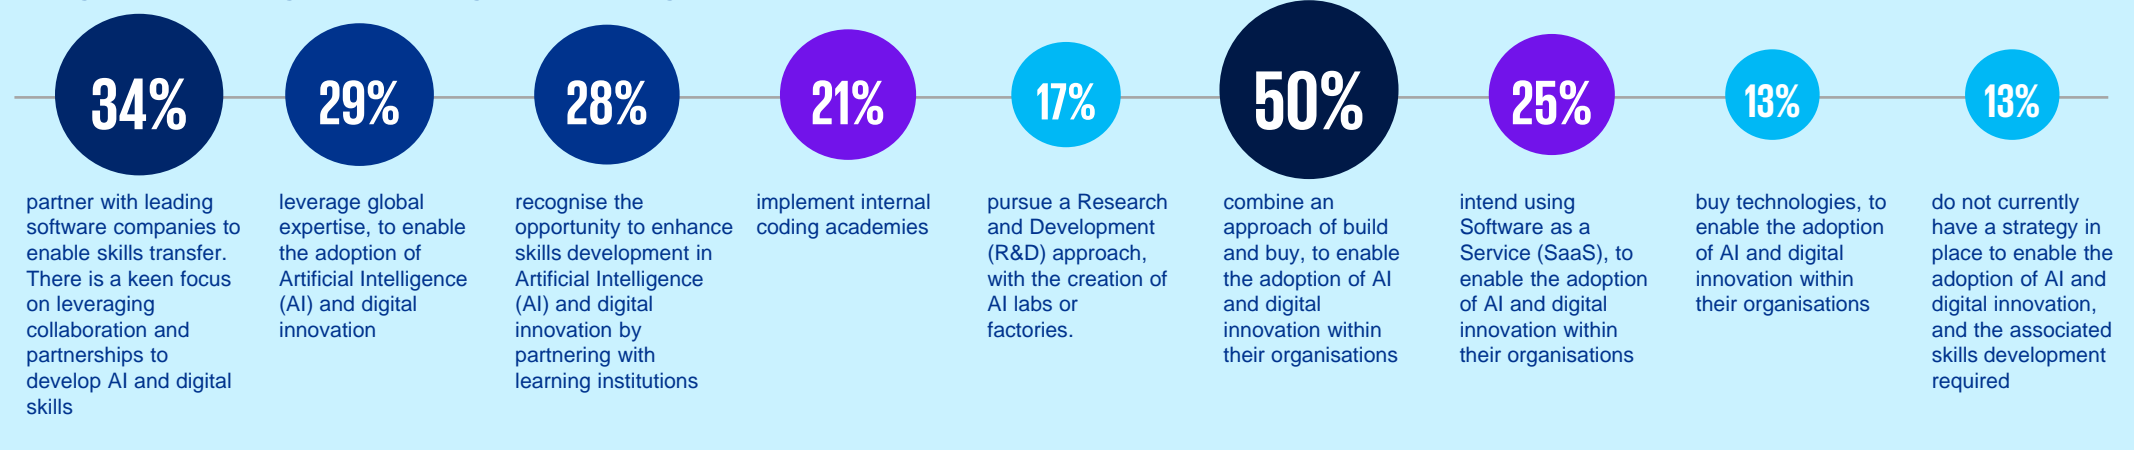 34%
partner with leading
software companies to
enable skills transfer.
There is a keen focus
on leveraging
collaboration and
partnerships to
develop AI and digital
skills
29%
leverage global
expertise, to enable
the adoption of
Artificial Intelligence
(AI) and digital
innovation
28%
recognise the
opportunity to enhance
skills development in
Artificial Intelligence
(AI) and digital
innovation by
partnering with
learning institutions
21%
implement internal
coding academies
17%
pursue a Research
and Development
(R&D) approach,
with the creation of
AI labs or
factories.
50%
combine an
approach of build
and buy, to enable
the adoption of AI
and digital
innovation within
their organisations
25%
intend using
Software as a
Service (SaaS), to
enable the adoption
of AI and digital
innovation within
their organisations
13%
buy technologies, to
enable the adoption
of AI and digital
innovation within
their organisations
13%
do not currently
have a strategy in
place to enable the
adoption of AI and
digital innovation,
and the associated
skills development
required